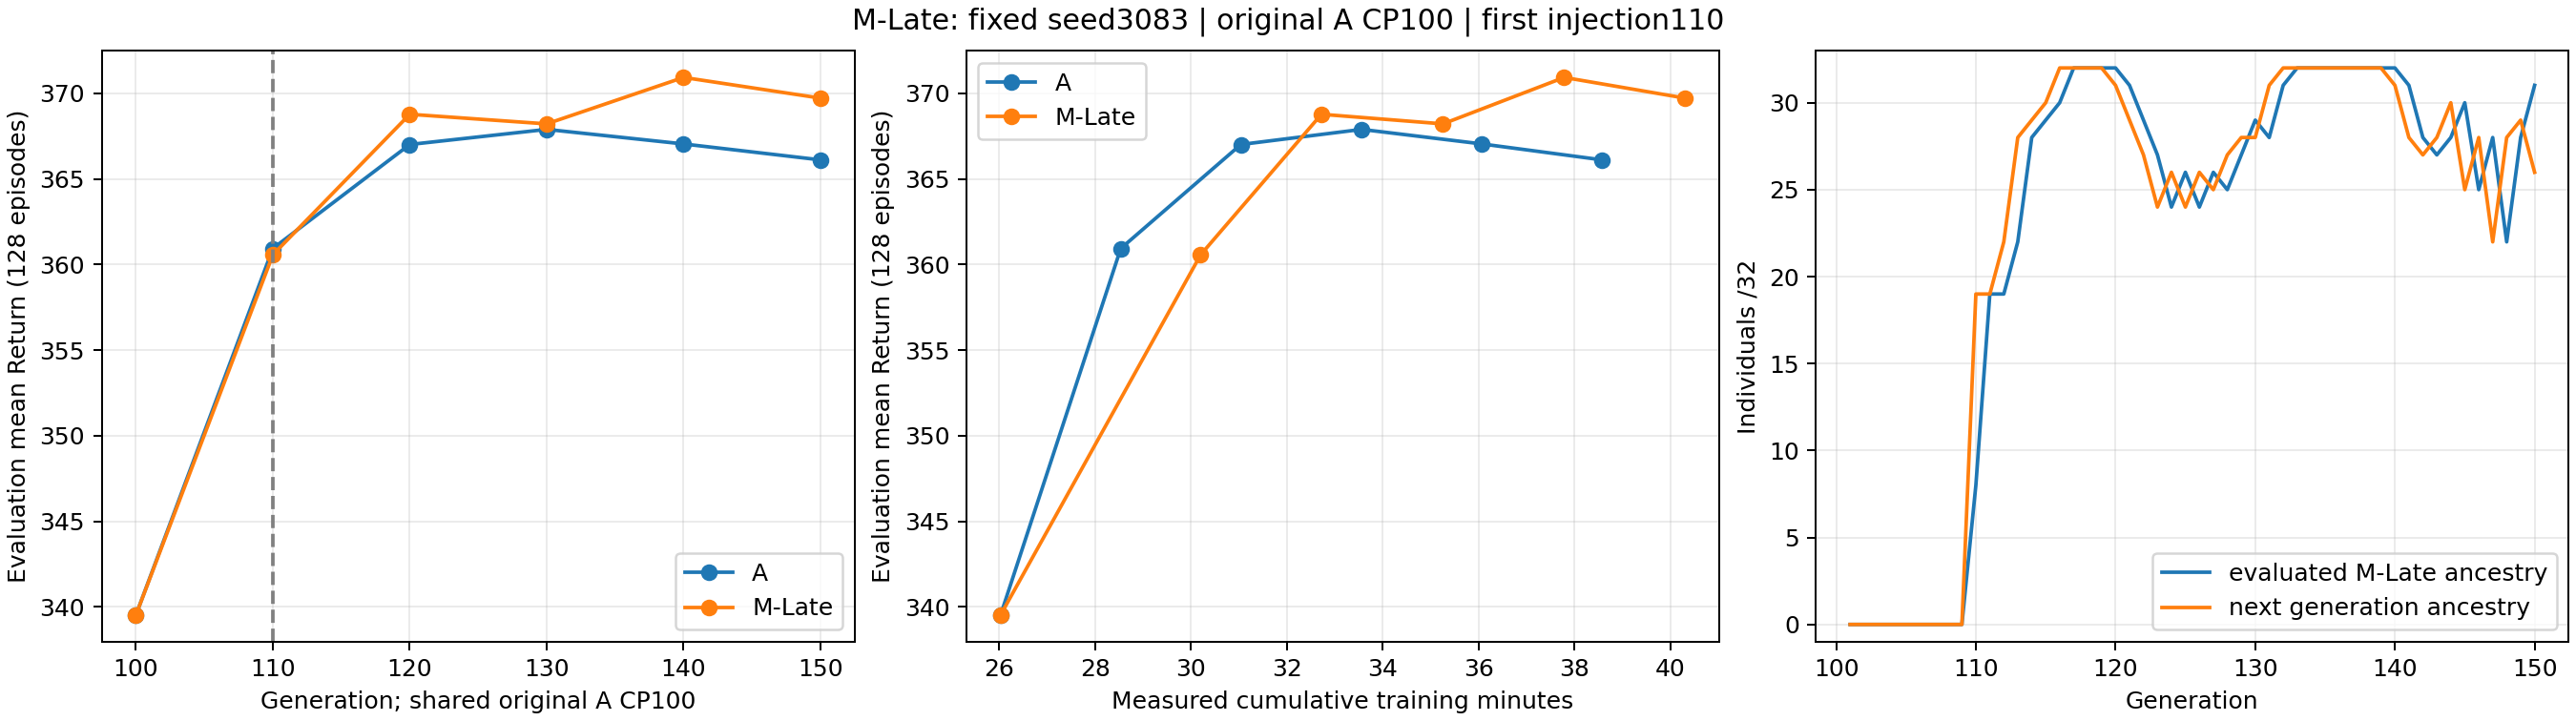 M-Late: fixed seed3083 | original A CP100 | first injection110
Evaluation mean Return (128 episodes)
370
365
360
355
350
345
340
A
M-Late
100 110 120 130 140 150
Generation; shared original A CP100
Evaluation mean Return (128 episodes)
370
365
360
355
350
345
340
A
M-Late
26 28 30 32 34 36 38 40
Measured cumulative training minutes
Individuals /32
30
25
20
15
10
5
0
evaluated M-Late ancestry
next generation ancestry
100 110 120 130 140 150
Generation